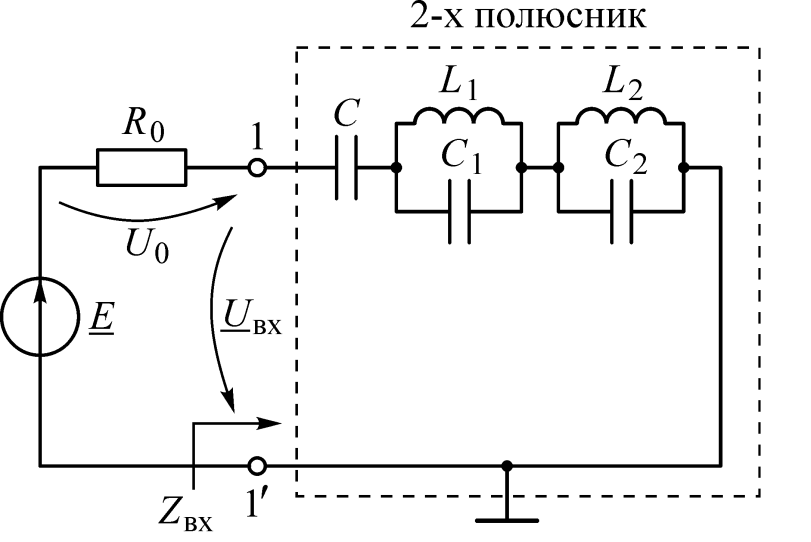 2-х полюсник
L1 L2
R0 1 C
C1 C2
U0
E Uвх
1′
Zвх